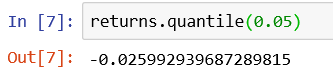 In [7]: returns.quantile(0.05)
Out[7]: -0.025992939687289815